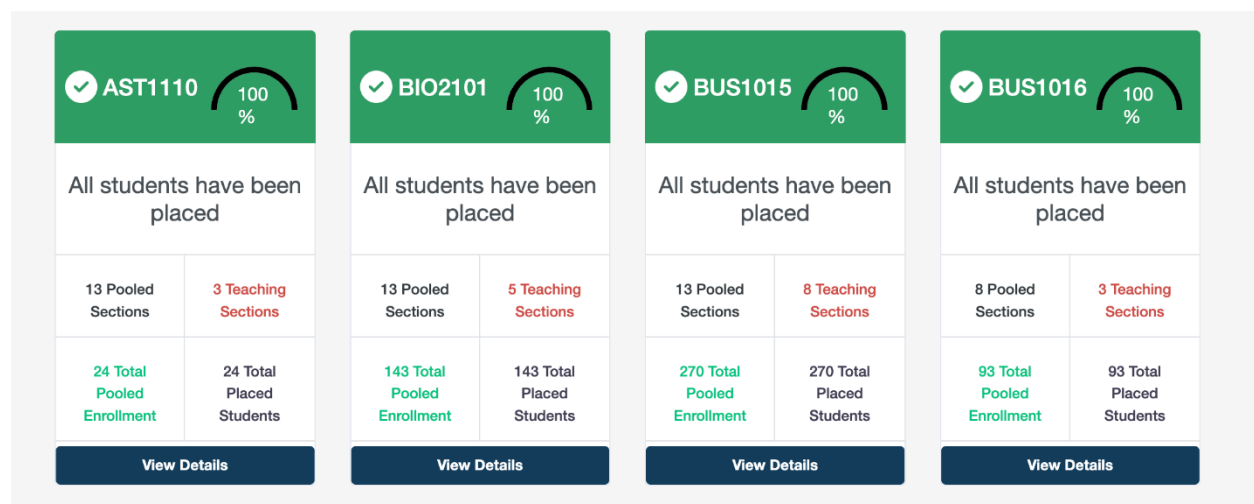 AST1110
100
%
All students have been
placed
13 Pooled
Sections
3 Teaching
Sections
24 Total
Pooled
Enrollment
24 Total
Placed
Students
View Details
BIO2101
100
%
All students have been
placed
13 Pooled
Sections
5 Teaching
Sections
143 Total
Pooled
Enrollment
143 Total
Placed
Students
View Details
BUS1015
100
%
All students have been
placed
13 Pooled
Sections
8 Teaching
Sections
270 Total
Pooled
Enrollment
270 Total
Placed
Students
View Details
BUS1016
100
%
All students have been
placed
8 Pooled
Sections
3 Teaching
Sections
93 Total
Pooled
Enrollment
93 Total
Placed
Students
View Details